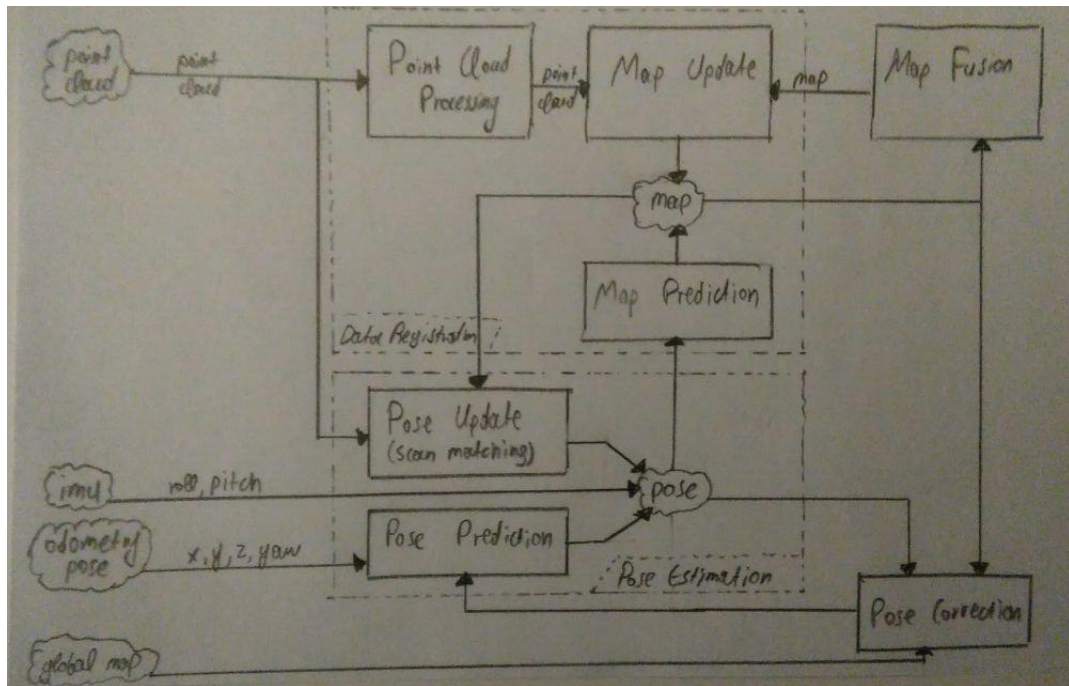 point
cloud
point
cloud
Point Cloud
Processing
point
cloud
Map Update
map
Map Fusion
map
Map Prediction
Data Registration
Pose Update
(scan matching)
imu
roll, pitch
pose
odometry
pose
x, y, z, yaw
Pose Prediction
Pose Estimation
Pose Correction
global map